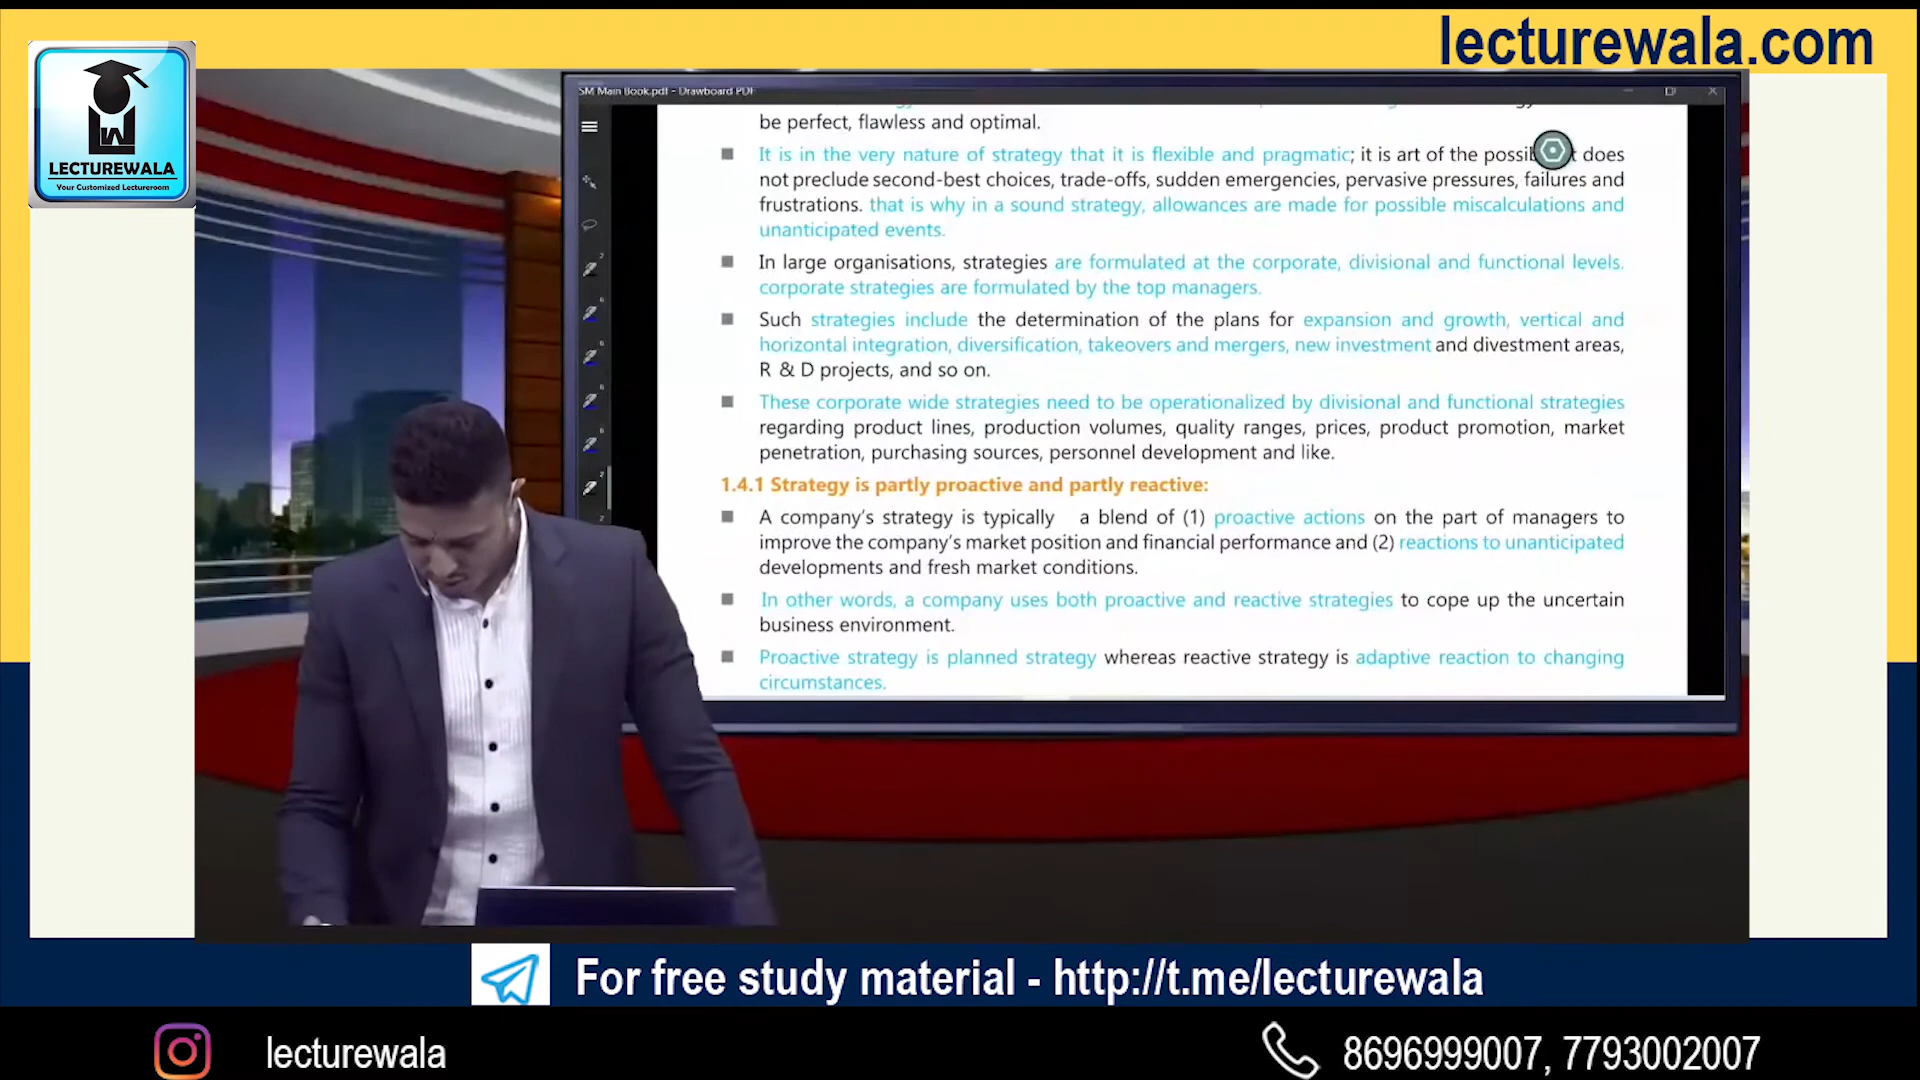 lecturewala.com
LECTUREWALA
Your Customized Lectureroom
SM Main Book.pdf - Drawboard PDF
be perfect, flawless and optimal.
It is in the very nature of strategy that it is flexible and pragmatic; it is art of the does
not preclude second-best choices, trade-offs, sudden emergencies, pervasive pressures, failures and
frustrations. that is why in a sound strategy, allowances are made for possible miscalculations and
unanticipated events.
In large organisations, strategies are formulated at the corporate, divisional and functional levels.
corporate strategies are formulated by the top managers.
Such strategies include the determination of the plans for expansion and growth, vertical and
horizontal integration, diversification, takeovers and mergers, new investment and divestment areas,
R & D projects, and so on.
These corporate wide strategies need to be operationalized by divisional and functional strategies
regarding product lines, production volumes, quality ranges, prices, product promotion, market
penetration, purchasing sources, personnel development and like.
1.4.1 Strategy is partly proactive and partly reactive:
A company's strategy is typically a blend of (1) proactive actions on the part of managers to
improve the company's market position and financial performance and (2) reactions to unanticipated
developments and fresh market conditions.
In other words, a company uses both proactive and reactive strategies to cope up the uncertain
business environment.
Proactive strategy is planned strategy whereas reactive strategy is adaptive reaction to changing
circumstances.
For free study material - http://t.me/lecturewala
lecturewala
8696999007, 7793002007